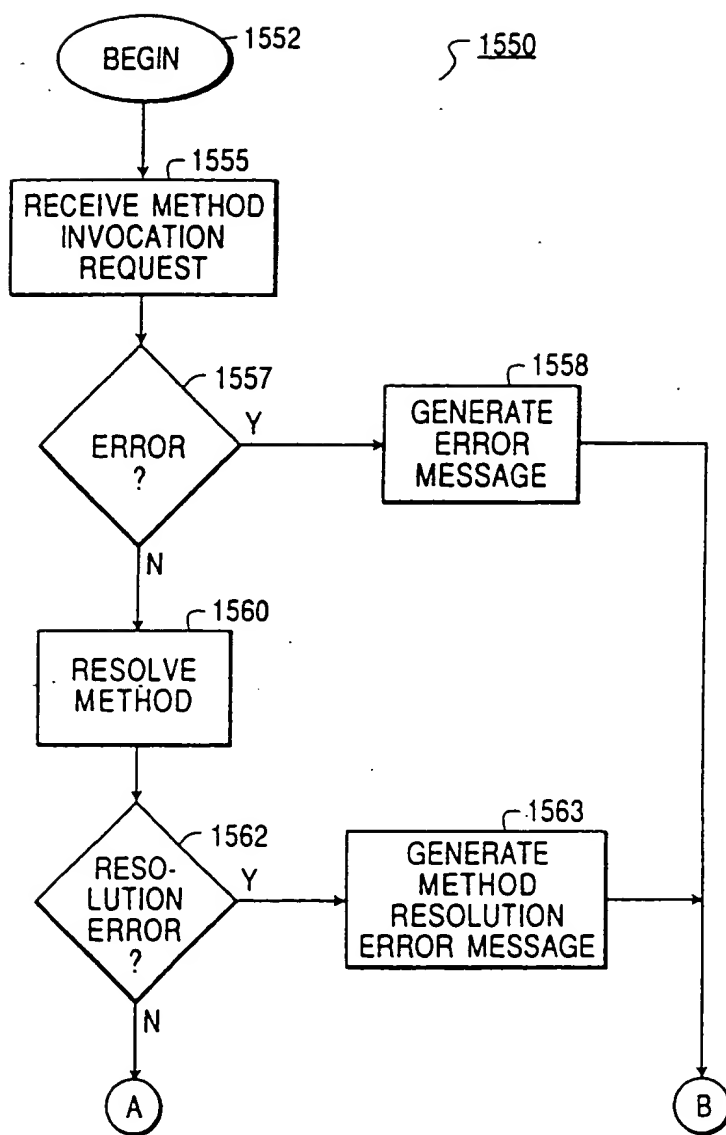 BEGIN
1552
1550
1555
RECEIVE METHOD
INVOCATION
REQUEST
1557
ERROR
?
Y
N
1558
GENERATE
ERROR
MESSAGE
1560
RESOLVE
METHOD
1562
RESO-
LUTION
ERROR
?
Y
N
1563
GENERATE
METHOD
RESOLUTION
ERROR MESSAGE
A
B